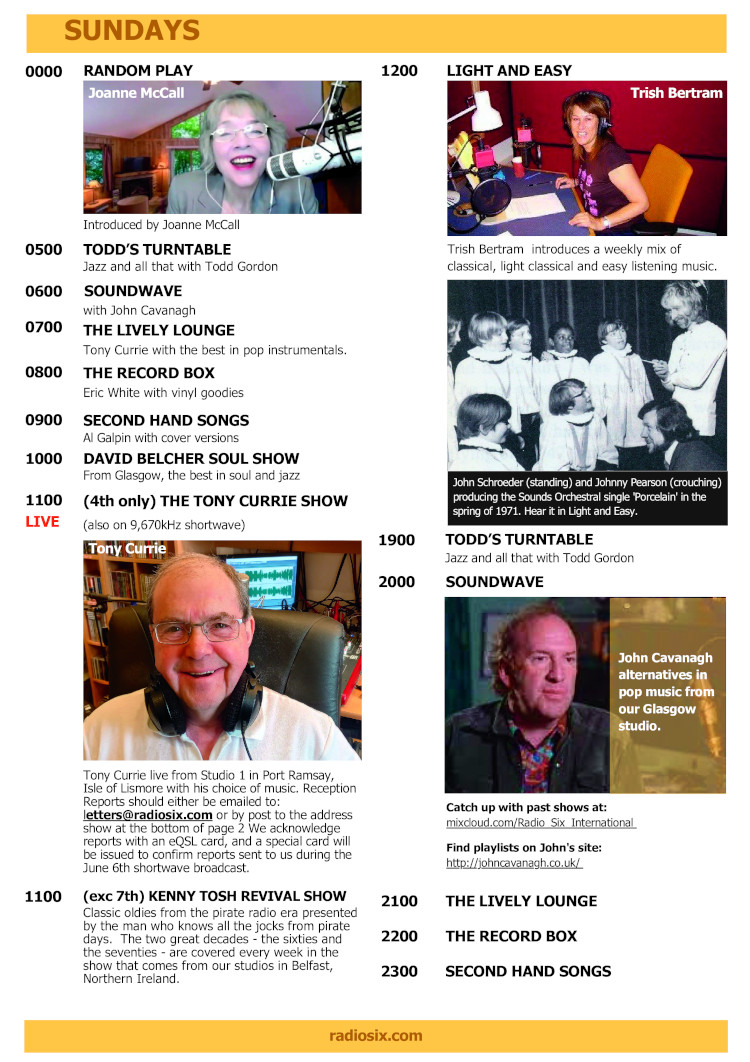 SUNDAYS
0000 RANDOM PLAY
Joanne McCall
Introduced by Joanne McCall
0500 TODD'S TURNTABLE
Jazz and all that with Todd Gordon
0600 SOUNDWAVE
with John Cavanagh
0700 THE LIVELY LOUNGE
Tony Currie with the best in pop instrumentals.
0800 THE RECORD BOX
Eric White with vinyl goodies
0900 SECOND HAND SONGS
Al Galpin with cover versions
1000 DAVID BELCHER SOUL SHOW
From Glasgow, the best in soul and jazz
1100 (4th only) THE TONY CURRIE SHOW
LIVE (also on 9,670kHz shortwave)
Tony Currie
Tony Currie live from Studio 1 in Port Ramsay,
Isle of Lismore with his choice of music. Reception
Reports should either be emailed to:
letters@radiosix.com or by post to the address
show at the bottom of page 2 We acknowledge
reports with an eQSL card, and a special card will
be issued to confirm reports sent to us during the
June 6th shortwave broadcast.
1100 (exc 7th) KENNY TOSH REVIVAL SHOW
Classic oldies from the pirate radio era presented
by the man who knows all the jocks from pirate
days. The two great decades - the sixties and
the seventies - are covered every week in the
show that comes from our studios in Belfast,
Northern Ireland.
1200 LIGHT AND EASY
Trish Bertram
Trish Bertram introduces a weekly mix of
classical, light classical and easy listening music.
John Schroeder (standing) and Johnny Pearson (crouching)
producing the Sounds Orchestral single 'Porcelain' in the
spring of 1971. Hear it in Light and Easy.
1900 TODD'S TURNTABLE
Jazz and all that with Todd Gordon
2000 SOUNDWAVE
John Cavanagh
alternatives in
pop music from
our Glasgow
studio.
Catch up with past shows at:
mixcloud.com/Radio_Six_International
Find playlists on John's site:
http://johncavanagh.co.uk/
2100 THE LIVELY LOUNGE
2200 THE RECORD BOX
2300 SECOND HAND SONGS
radiosix.com